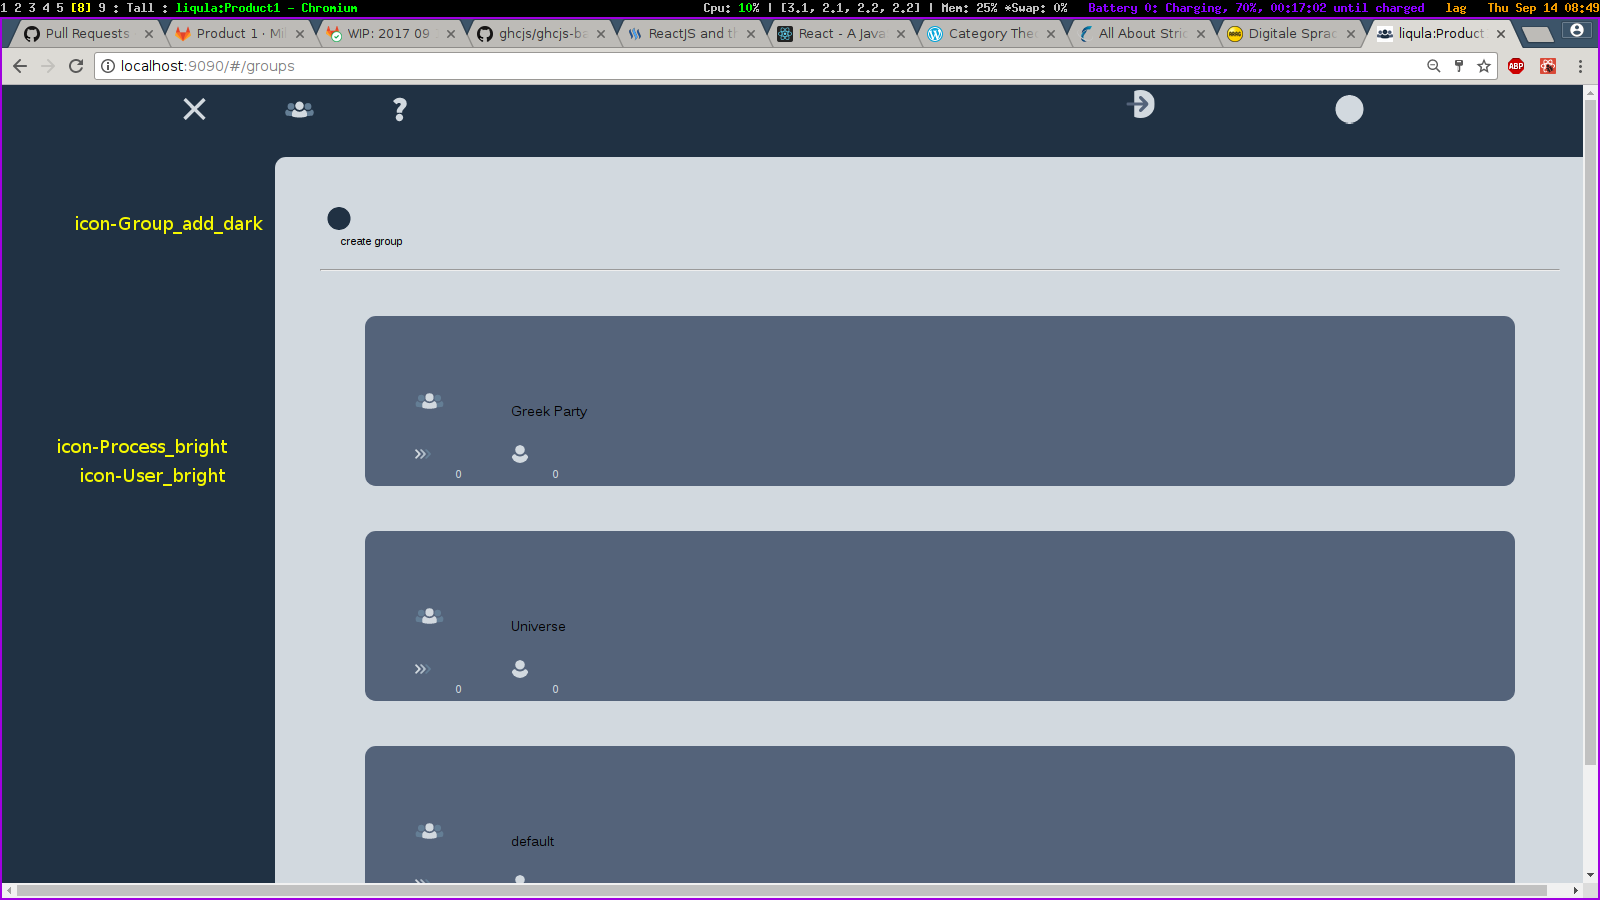 1 2 3 4 5 [8] 9 : Tall : liqula:Product1 - Chromium Cpu: 10% | [3.1, 2.1, 2.2, 2.2] | Mem: 25% *Swap: 0% Battery 0: Charging, 70%, 00:17:02 until charged lag Thu Sep 14 08:49
Pull Requests Product 1 · Mi WIP: 2017 09 ghcjs/ghcjs-ba ReactJS and th React - A Java Category The All About Stric Digitale Sprac liqula:Product
localhost:9090/#/groups ABP
?
icon-Group_add_dark
create group
Greek Party
icon-Process_bright
icon-User_bright
0 0
Universe
0 0
default